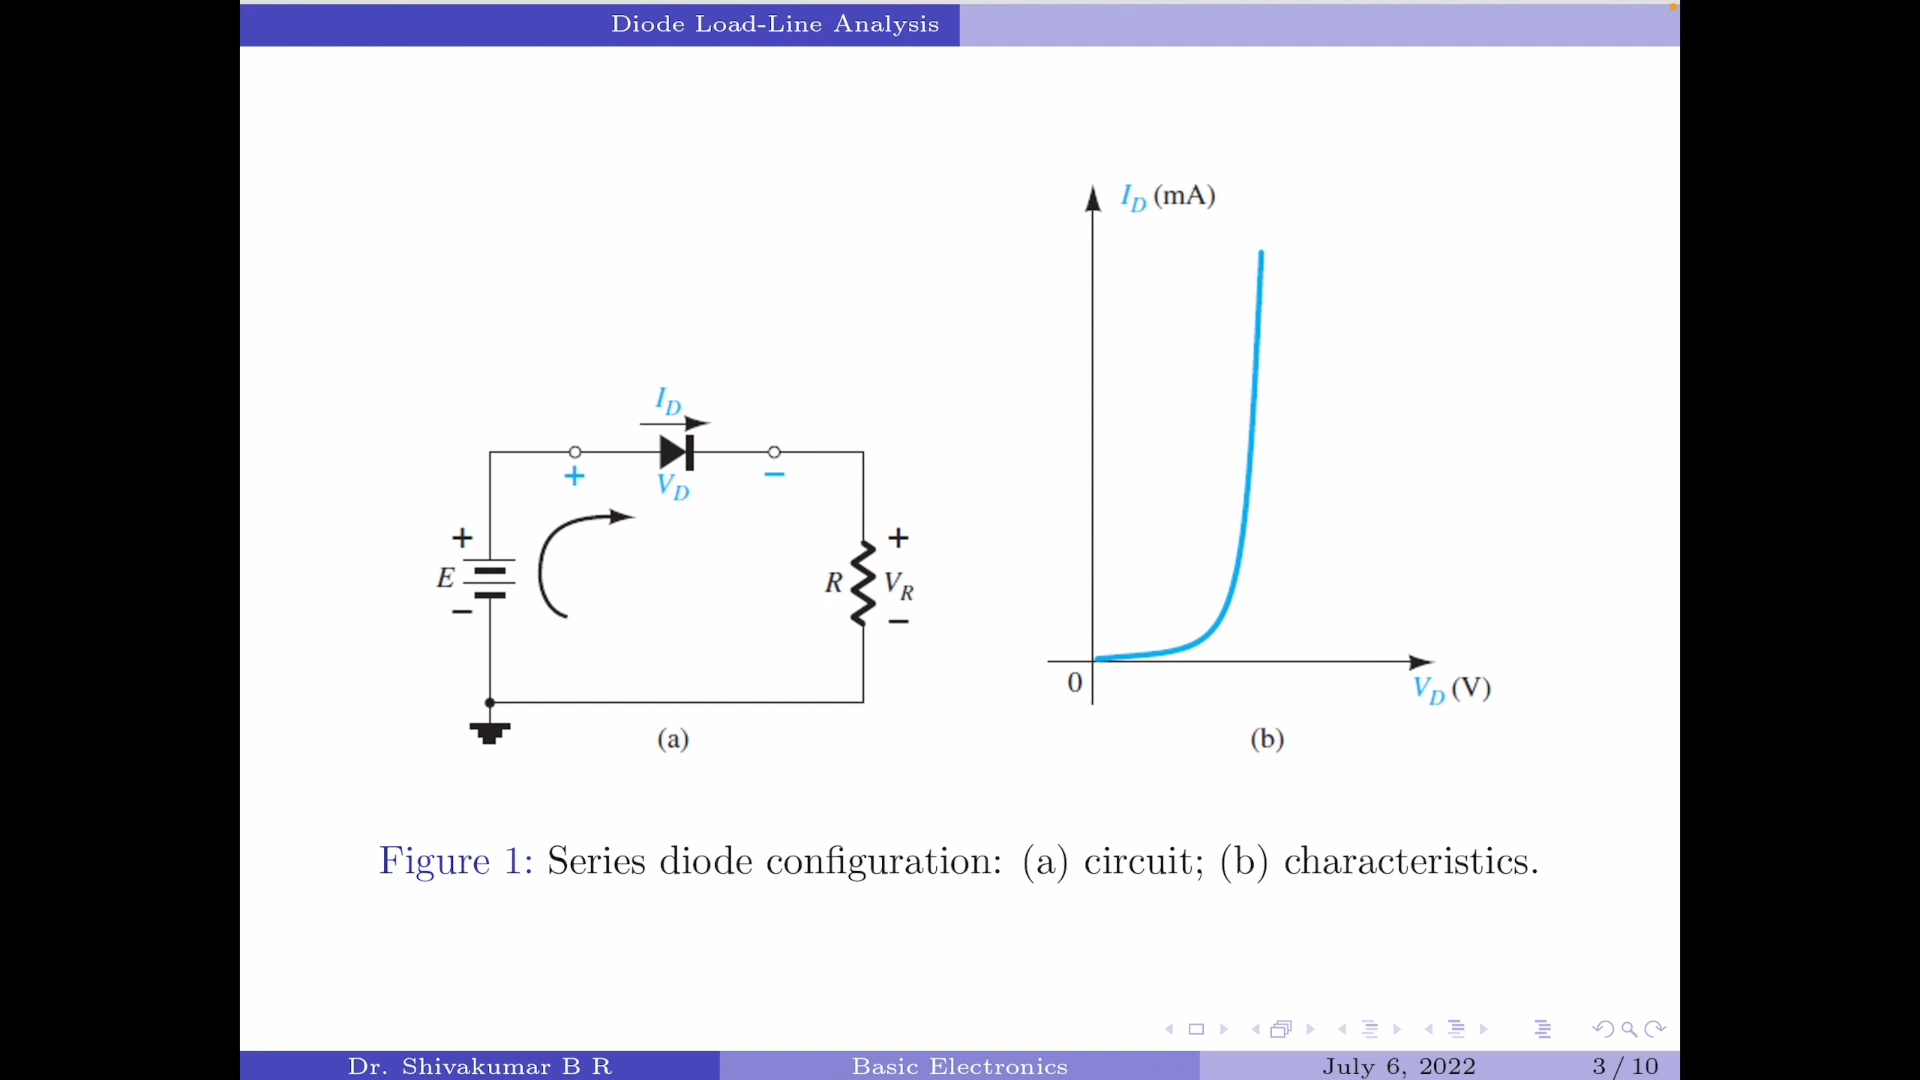 Diode Load-Line Analysis
I_D (mA)
I_D
+ V_D −
+
E
−
+
R V_R
−
0
V_D (V)
(a)
(b)
Figure 1: Series diode configuration: (a) circuit; (b) characteristics.
Dr. Shivakumar B R Basic Electronics July 6, 2022 3 / 10